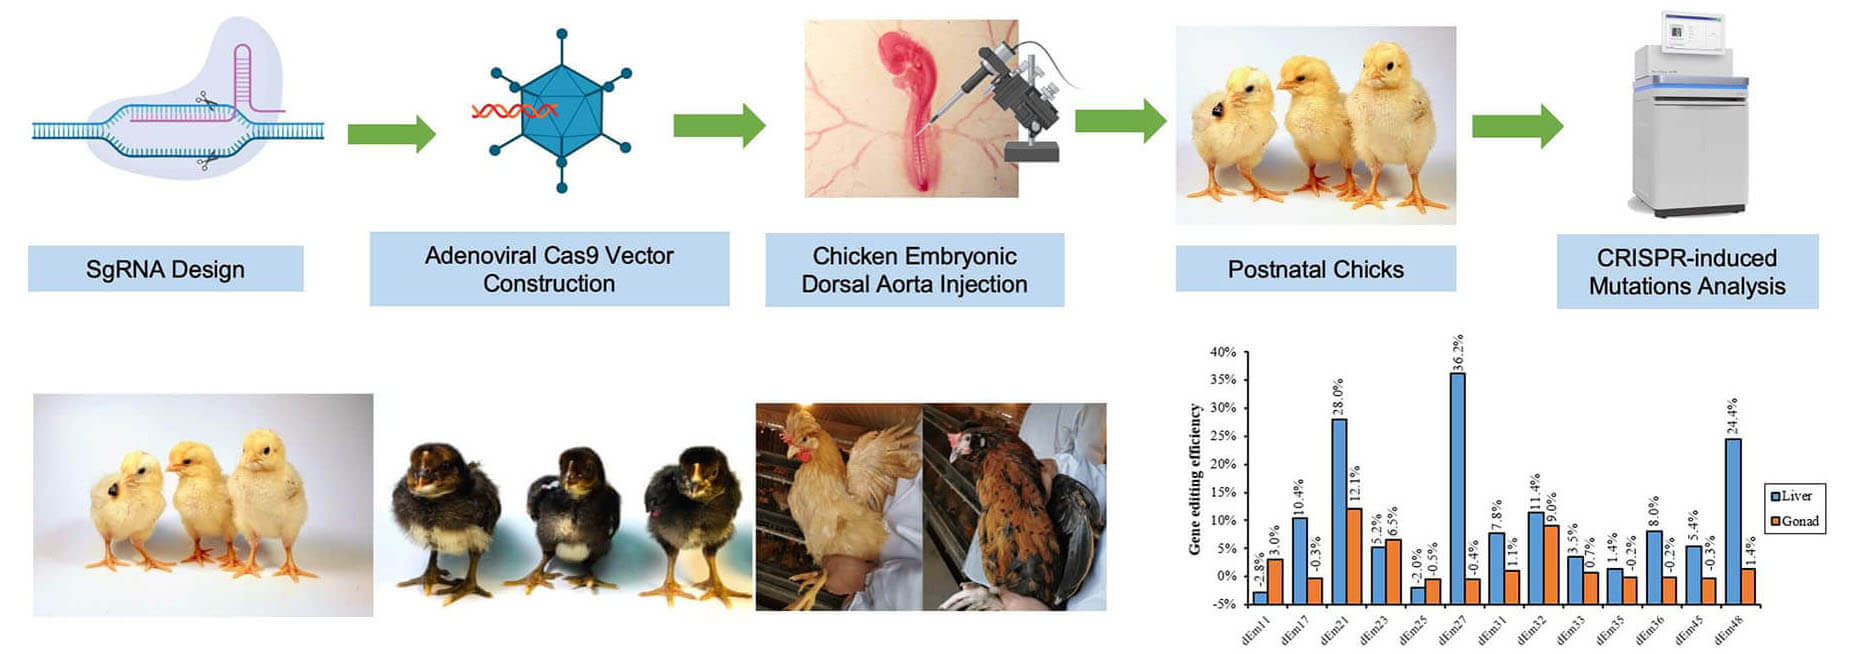 SgRNA Design
Adenoviral Cas9 Vector
Construction
Chicken Embryonic
Dorsal Aorta Injection
Postnatal Chicks
CRISPR-induced
Mutations Analysis
Gene editing efficiency
40%
35%
30%
25%
20%
15%
10%
5%
0%
-5%
-2.8%
3.0%
10.4%
-0.3%
28.0%
12.1%
5.2%
6.5%
-2.0%
-0.5%
36.2%
-0.4%
7.8%
1.1%
11.4%
9.0%
3.5%
0.7%
1.4%
-0.2%
8.0%
-0.2%
5.4%
-0.3%
24.4%
1.4%
dEm11
dEm17
dEm21
dEm23
dEm25
dEm27
dEm31
dEm32
dEm33
dEm35
dEm36
dEm45
dEm48
Liver
Gonad